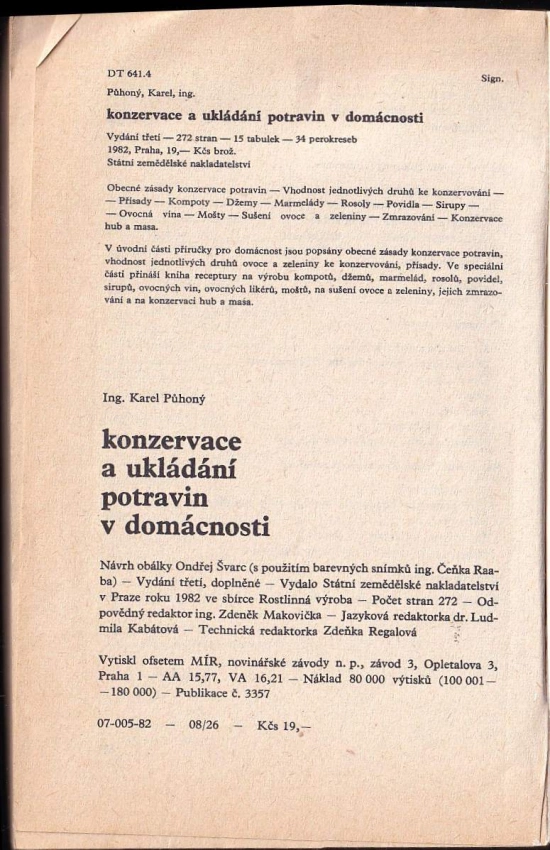 DT 641.4
Sign.
Půhoný, Karel, ing.
konzervace a ukládání potravin v domácnosti
Vydání třetí — 272 stran — 15 tabulek — 34 perokreseb
1982, Praha, 19,— Kčs brož.
Státní zemědělské nakladatelství
Obecné zásady konzervace potravin — Vhodnost jednotlivých druhů ke konzervování —
— Přísady — Kompoty — Džemy — Marmelády — Rosoly — Povidla — Sirupy —
— Ovocná vína — Mošty — Sušení ovoce a zeleniny — Zmrazování — Konzervace
hub a masa.
V úvodní části příručky pro domácnost jsou popsány obecné zásady konzervace potravin,
vhodnost jednotlivých druhů ovoce a zeleniny ke konzervování, přísady. Ve speciální
části přináší kniha receptury na výrobu kompotů, džemů, marmelád, rosolů, povidel,
sirupů, ovocných vin, ovocných likérů, moštů, na sušení ovoce a zeleniny, jejich zmrazo-
vání a na konzervaci hub a masa.
Ing. Karel Půhoný
konzervace
a ukládání
potravin
v domácnosti
Návrh obálky Ondřej Švarc (s použitím barevných snímků ing. Čeňka Raa-
ba) — Vydání třetí, doplněné — Vydalo Státní zemědělské nakladatelství
v Praze roku 1982 ve sbírce Rostlinná výroba — Počet stran 272 — Od-
povědný redaktor ing. Zdeněk Makovička — Jazyková redaktorka dr. Lud-
mila Kabátová — Technická redaktorka Zdeňka Regalová
Vytiskl ofsetem MÍR, novinářské závody n. p., závod 3, Opletalova 3,
Praha 1 — AA 15,77, VA 16,21 — Náklad 80 000 výtisků (100 001—
—180 000) — Publikace č. 3357
07-005-82 — 08/26 — Kčs 19,—